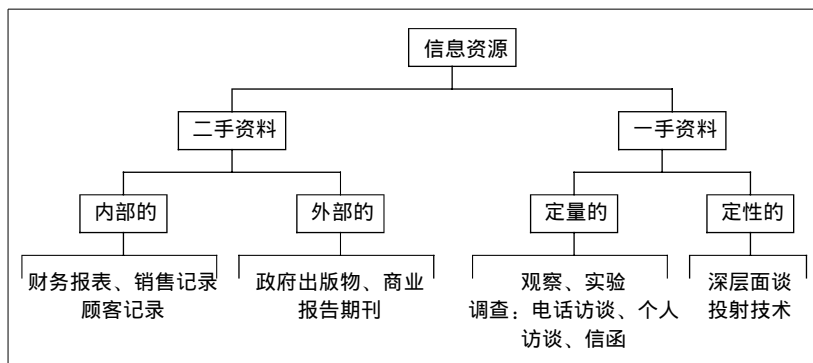 信息资源
二手资料
一手资料
内部的
外部的
定量的
定性的
财务报表、销售记录
顾客记录
政府出版物、商业
报告期刊
观察、实验
调查：电话访谈、个人
访谈、信函
深层面谈
投射技术